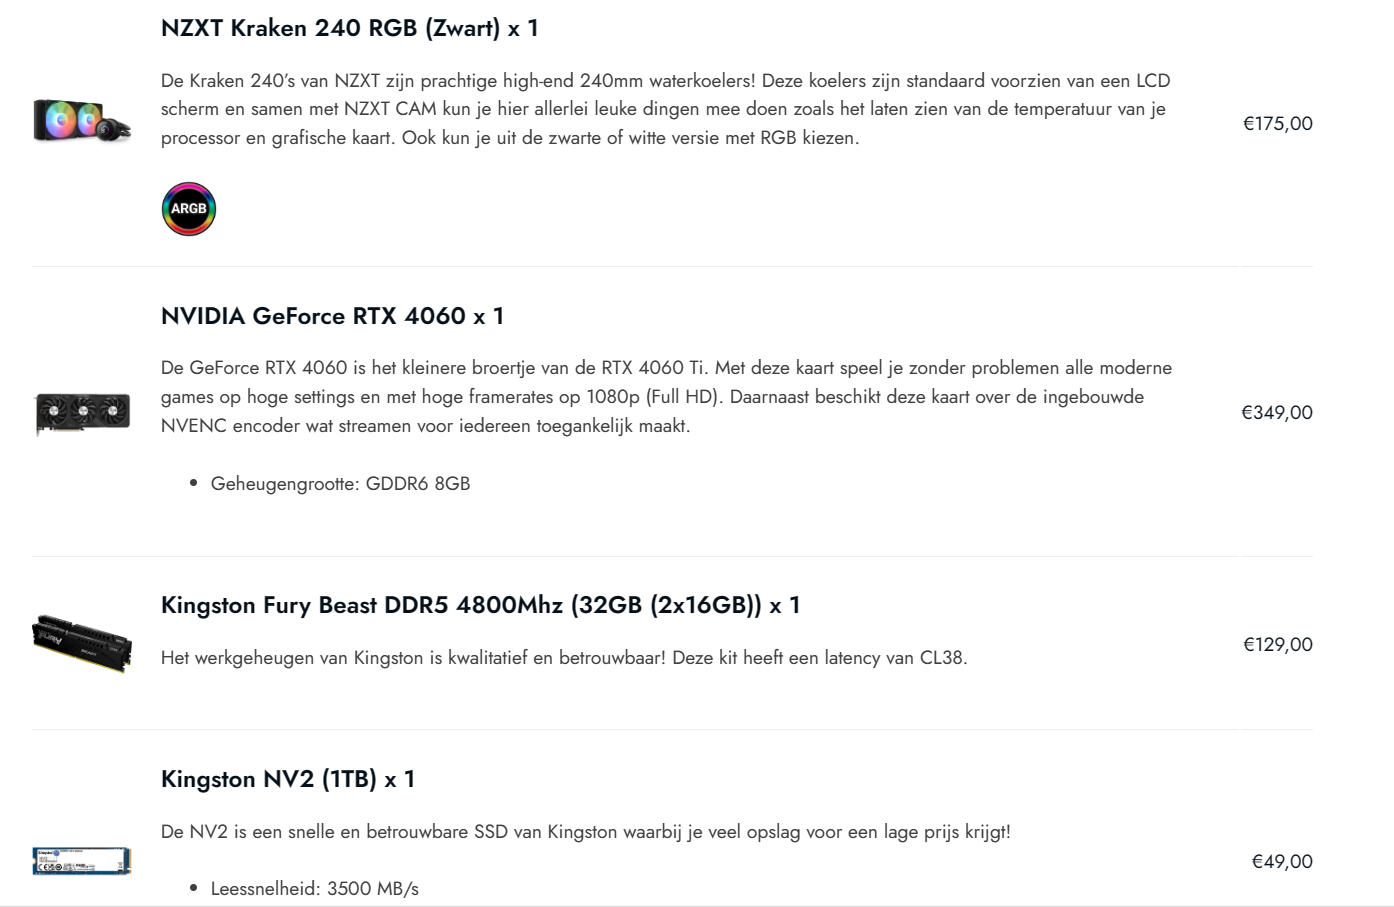 NZXT Kraken 240 RGB (Zwart) x 1
De Kraken 240's van NZXT zijn prachtige high-end 240mm waterkoelers! Deze koelers zijn standaard voorzien van een LCD
scherm en samen met NZXT CAM kun je hier allerlei leuke dingen mee doen zoals het laten zien van de temperatuur van je
processor en grafische kaart. Ook kun je uit de zwarte of witte versie met RGB kiezen.
€175,00
ARGB
NVIDIA GeForce RTX 4060 x 1
De GeForce RTX 4060 is het kleinere broertje van de RTX 4060 Ti. Met deze kaart speel je zonder problemen alle moderne
games op hoge settings en met hoge framerates op 1080p (Full HD). Daarnaast beschikt deze kaart over de ingebouwde
NVENC encoder wat streamen voor iedereen toegankelijk maakt.
€349,00
• Geheugengrootte: GDDR6 8GB
Kingston Fury Beast DDR5 4800Mhz (32GB (2x16GB)) x 1
Het werkgeheugen van Kingston is kwalitatief en betrouwbaar! Deze kit heeft een latency van CL38.
€129,00
Kingston NV2 (1TB) x 1
De NV2 is een snelle en betrouwbare SSD van Kingston waarbij je veel opslag voor een lage prijs krijgt!
€49,00
• Leessnelheid: 3500 MB/s